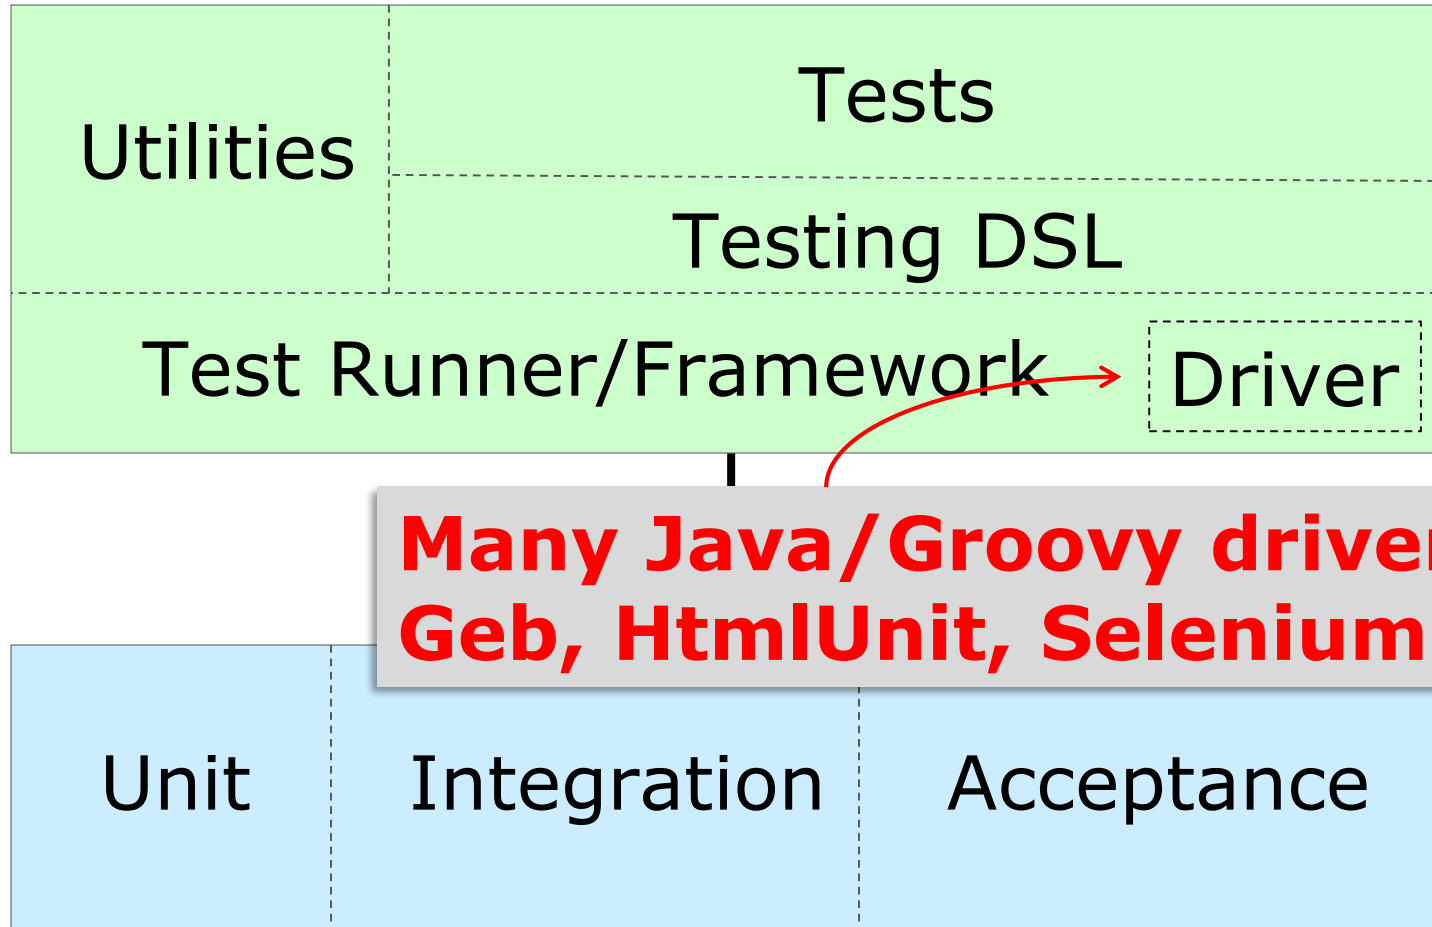 Utilities
Tests
Testing DSL
Test Runner/Framework
Driver
Many Java/Groovy
Geb, HtmlUnit, Selenium
Unit
Integration
Acceptance